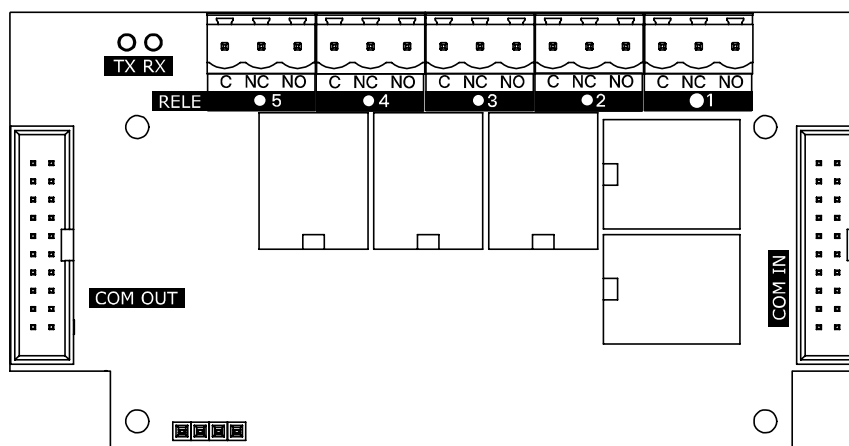 TX RX
C NC NO C NC NO C NC NO C NC NO C NC NO
RELE 5 4 3 2 1
COM OUT
COM IN